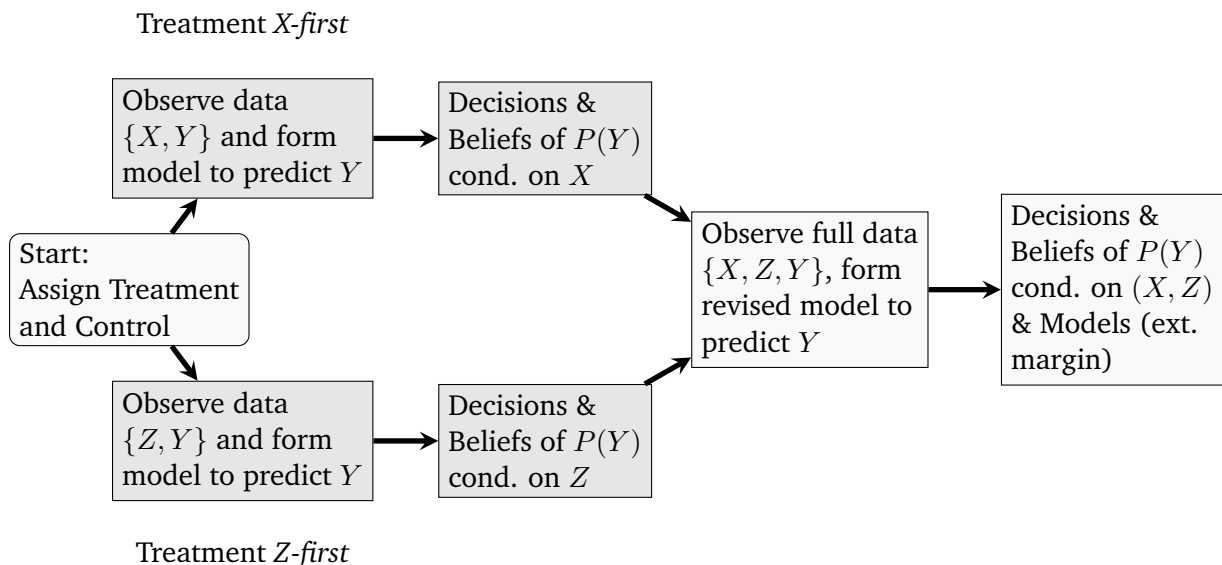 Treatment X-first
Observe data
{X, Y} and form
model to predict Y
Decisions &
Beliefs of P(Y)
cond. on X
Start:
Assign Treatment
and Control
Observe full data
{X, Z, Y}, form
revised model to
predict Y
Decisions &
Beliefs of P(Y)
cond. on (X, Z)
& Models (ext.
margin)
Observe data
{Z, Y} and form
model to predict Y
Decisions &
Beliefs of P(Y)
cond. on Z
Treatment Z-first